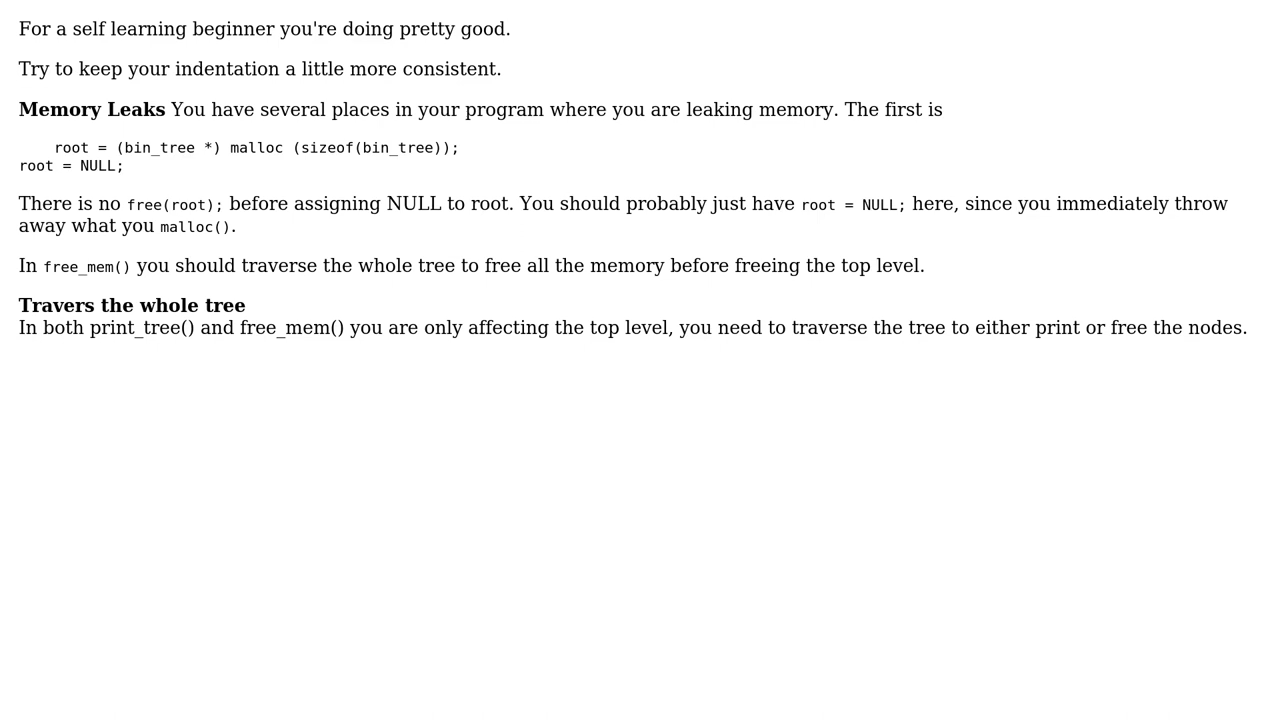 For a self learning beginner you're doing pretty good.
Try to keep your indentation a little more consistent.
Memory Leaks You have several places in your program where you are leaking memory. The first is
    root = (bin_tree *) malloc (sizeof(bin_tree));
root = NULL;
There is no free(root); before assigning NULL to root. You should probably just have root = NULL; here, since you immediately throw
away what you malloc().
In free_mem() you should traverse the whole tree to free all the memory before freeing the top level.
Travers the whole tree
In both print_tree() and free_mem() you are only affecting the top level, you need to traverse the tree to either print or free the nodes.